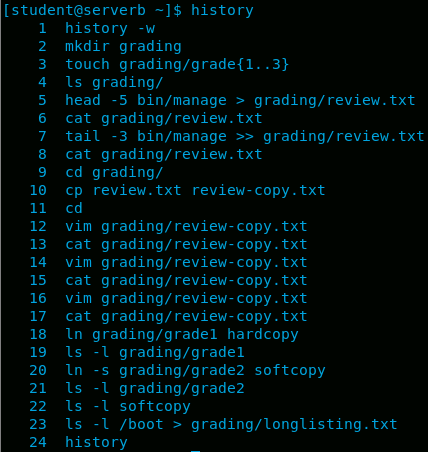 [student@serverb ~]$ history
    1  history -w
    2  mkdir grading
    3  touch grading/grade{1..3}
    4  ls grading/
    5  head -5 bin/manage > grading/review.txt
    6  cat grading/review.txt
    7  tail -3 bin/manage >> grading/review.txt
    8  cat grading/review.txt
    9  cd grading/
   10  cp review.txt review-copy.txt
   11  cd
   12  vim grading/review-copy.txt
   13  cat grading/review-copy.txt
   14  vim grading/review-copy.txt
   15  cat grading/review-copy.txt
   16  vim grading/review-copy.txt
   17  cat grading/review-copy.txt
   18  ln grading/grade1 hardcopy
   19  ls -l grading/grade1
   20  ln -s grading/grade2 softcopy
   21  ls -l grading/grade2
   22  ls -l softcopy
   23  ls -l /boot > grading/longlisting.txt
   24  history